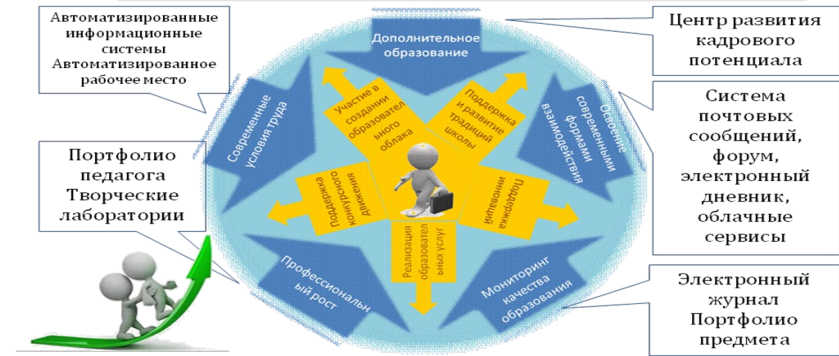 Автоматизированные
информационные
системы
Автоматизированное
рабочее место
Портфолио
педагога
Творческие
лаборатории
Дополнительное
образование
Современные
условия труда
Освоение
современными
формами
взаимодействия
Профессиональн
ый рост
Мониторинг
качества
образования
Участие в
создании
образовател
ьного
облака
Поддержка
и развитие
традиций
школы
Поддержка
конкурсного
движения
Поддержка
инноваций
Реализация
образовател
ьных услуг
Центр развития
кадрового
потенциала
Система
почтовых
сообщений,
форум,
электронный
дневник,
облачные
сервисы
Электронный
журнал
Портфолио
предмета